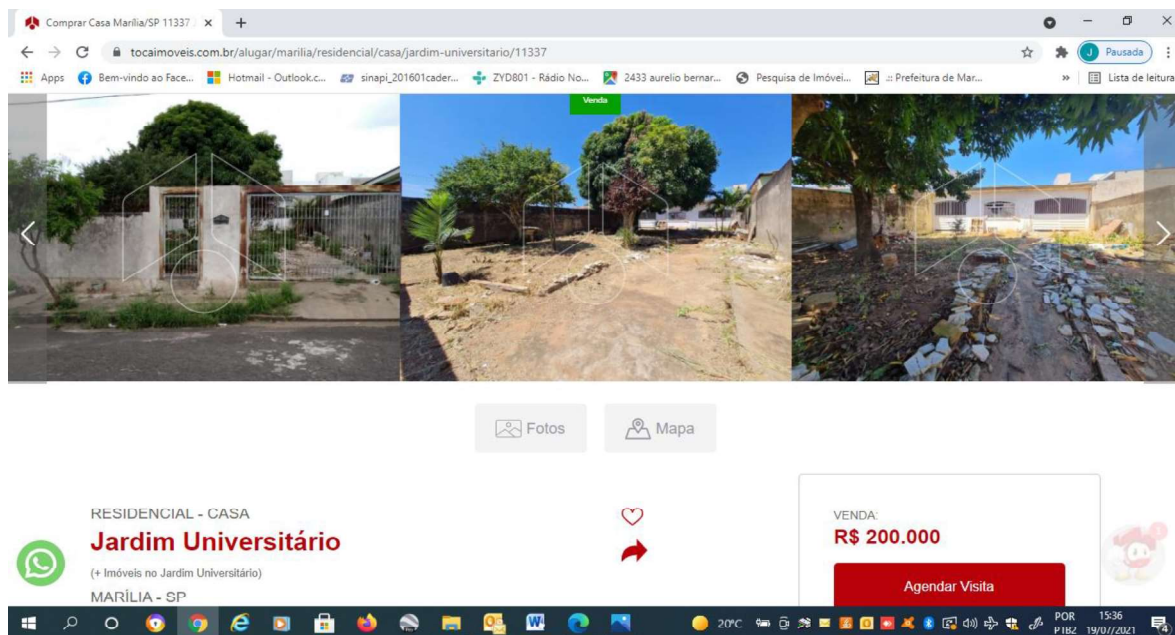 Comprar Casa Marília/SP 11337
tocaimoveis.com.br/alugar/marilia/residencial/casa/jardim-universitario/11337
J Pausada
Apps Bem-vindo ao Face... Hotmail - Outlook.c... sinapi_201601cader... ZYD801 - Rádio No... 2433 aurelio bernar... Pesquisa de Imóvei... .:: Prefeitura de Mar... » Lista de leitura
Venda
Fotos Mapa
RESIDENCIAL - CASA
Jardim Universitário
(+ Imóveis no Jardim Universitário)
MARÍLIA - SP
VENDA:
R$ 200.000
Agendar Visita
20°C
POR
PTB2
15:36
19/07/2021